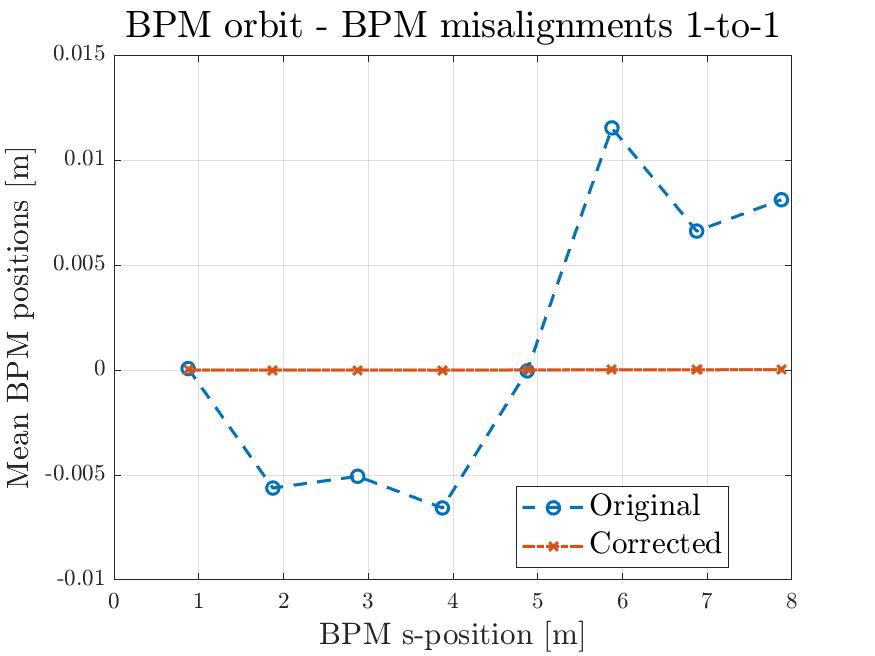 BPM orbit - BPM misalignments 1-to-1
0.015
0.01
0.005
0
-0.005
-0.01
Mean BPM positions [m]
Original
Corrected
0 1 2 3 4 5 6 7 8
BPM s-position [m]